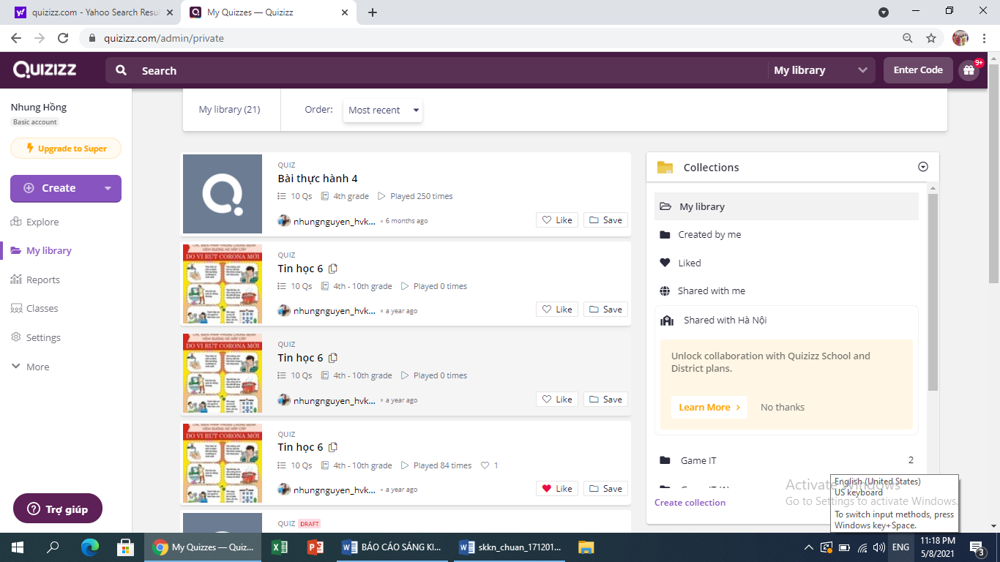 quizizz.com - Yahoo Search Resu
My Quizzes — Quizizz
quizizz.com/admin/private
Quizizz
Search
My library
Enter Code
9+
Nhung Hồng
Basic account
Upgrade to Super
Create
Explore
My library
Reports
Classes
Settings
More
Trợ giúp
My library (21)
Order:
Most recent
QUIZ
Bài thực hành 4
10 Qs 4th grade Played 250 times
nhungnguyen_hvk... • 6 months ago
Like Save
QUIZ
Tin học 6
10 Qs 4th - 10th grade Played 0 times
nhungnguyen_hvk... • a year ago
Like Save
QUIZ
Tin học 6
10 Qs 4th - 10th grade Played 0 times
nhungnguyen_hvk... • a year ago
Like Save
QUIZ
Tin học 6
10 Qs 4th - 10th grade Played 84 times 1
nhungnguyen_hvk... • a year ago
Like Save
QUIZ DRAFT
DO VI RUT CORONA MỚI
DO VI RUT CORONA MỚI
DO VI RUT CORONA MỚI
Collections
My library
Created by me
Liked
Shared with me
Shared with Hà Nội
Unlock collaboration with Quizizz School and
District plans.
Learn More › No thanks
Game IT 2
Create collection
Activate Windows
Go to Settings to activate Windows.
English (United States)
US keyboard
To switch input methods, press
Windows key+Space.
My Quizzes — Quiz...
BÁO CÁO SÁNG KI...
skkn_chuan_171201...
ENG
11:18 PM
5/8/2021
3